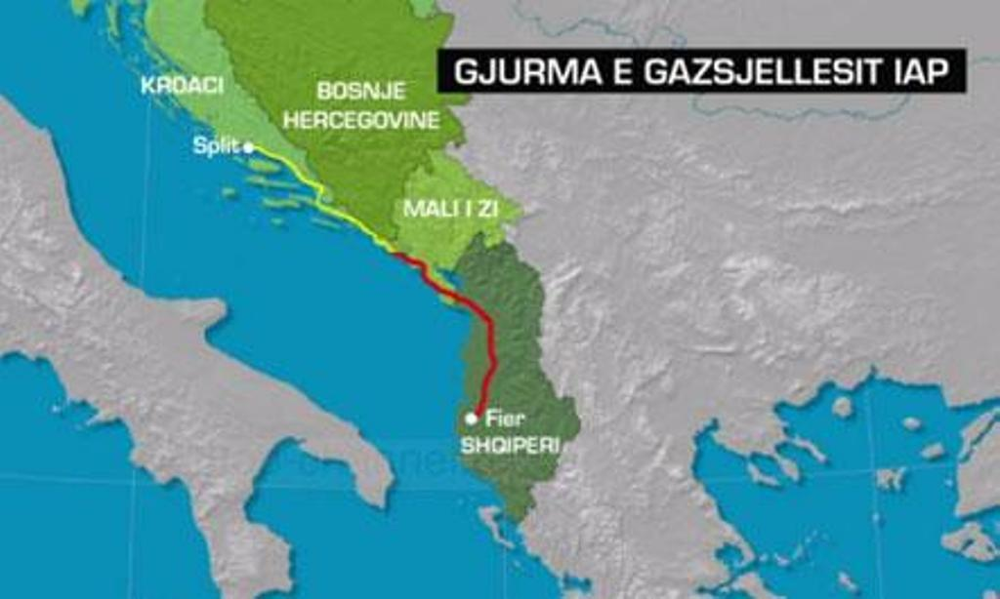 GJURMA E GAZSJELLESIT IAP
KROACI
BOSNJE
HERCEGOVINE
Split
MALI I ZI
Fier
SHQIPERI